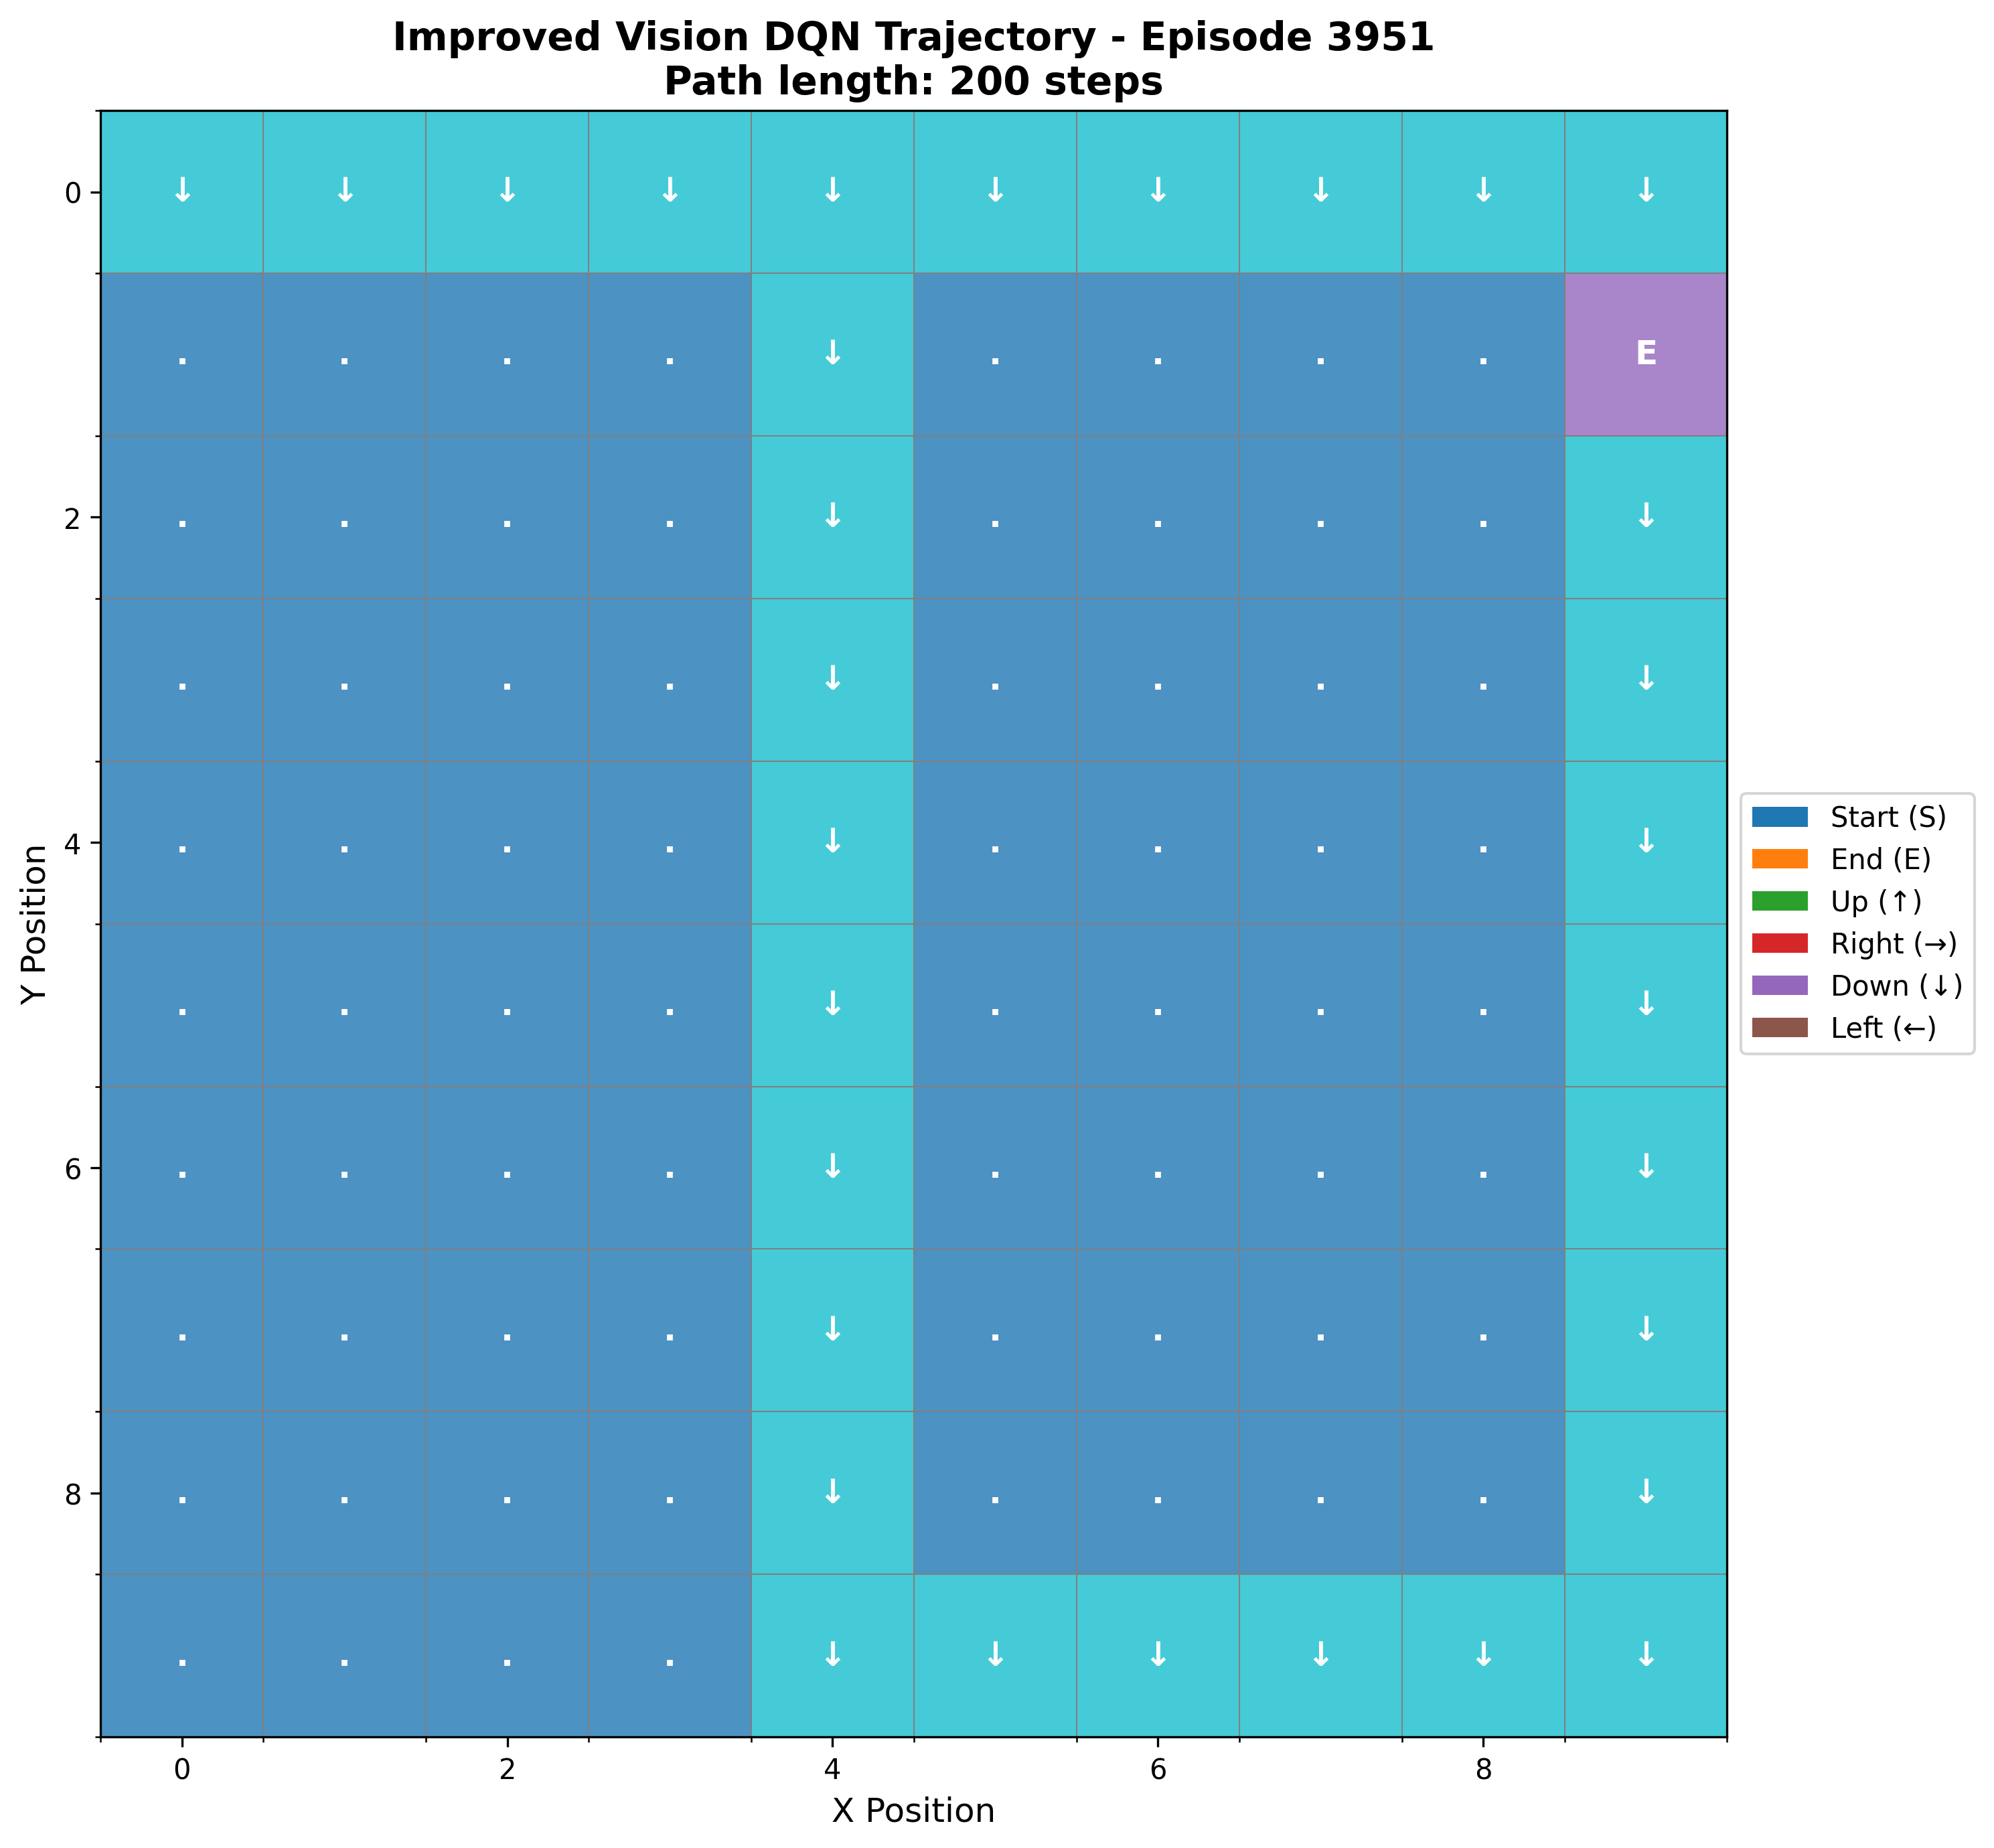 Improved Vision DQN Trajectory - Episode 3951
Path length: 200 steps
0 ↓ ↓ ↓ ↓ ↓ ↓ ↓ ↓ ↓ ↓
. . . . ↓ . . . . E
2 . . . . ↓ . . . . ↓
. . . . ↓ . . . . ↓
4 . . . . ↓ . . . . ↓
. . . . ↓ . . . . ↓
6 . . . . ↓ . . . . ↓
. . . . ↓ . . . . ↓
8 . . . . ↓ . . . . ↓
. . . . ↓ ↓ ↓ ↓ ↓ ↓
0 2 4 6 8
X Position
Y Position
Start (S)
End (E)
Up (↑)
Right (→)
Down (↓)
Left (←)